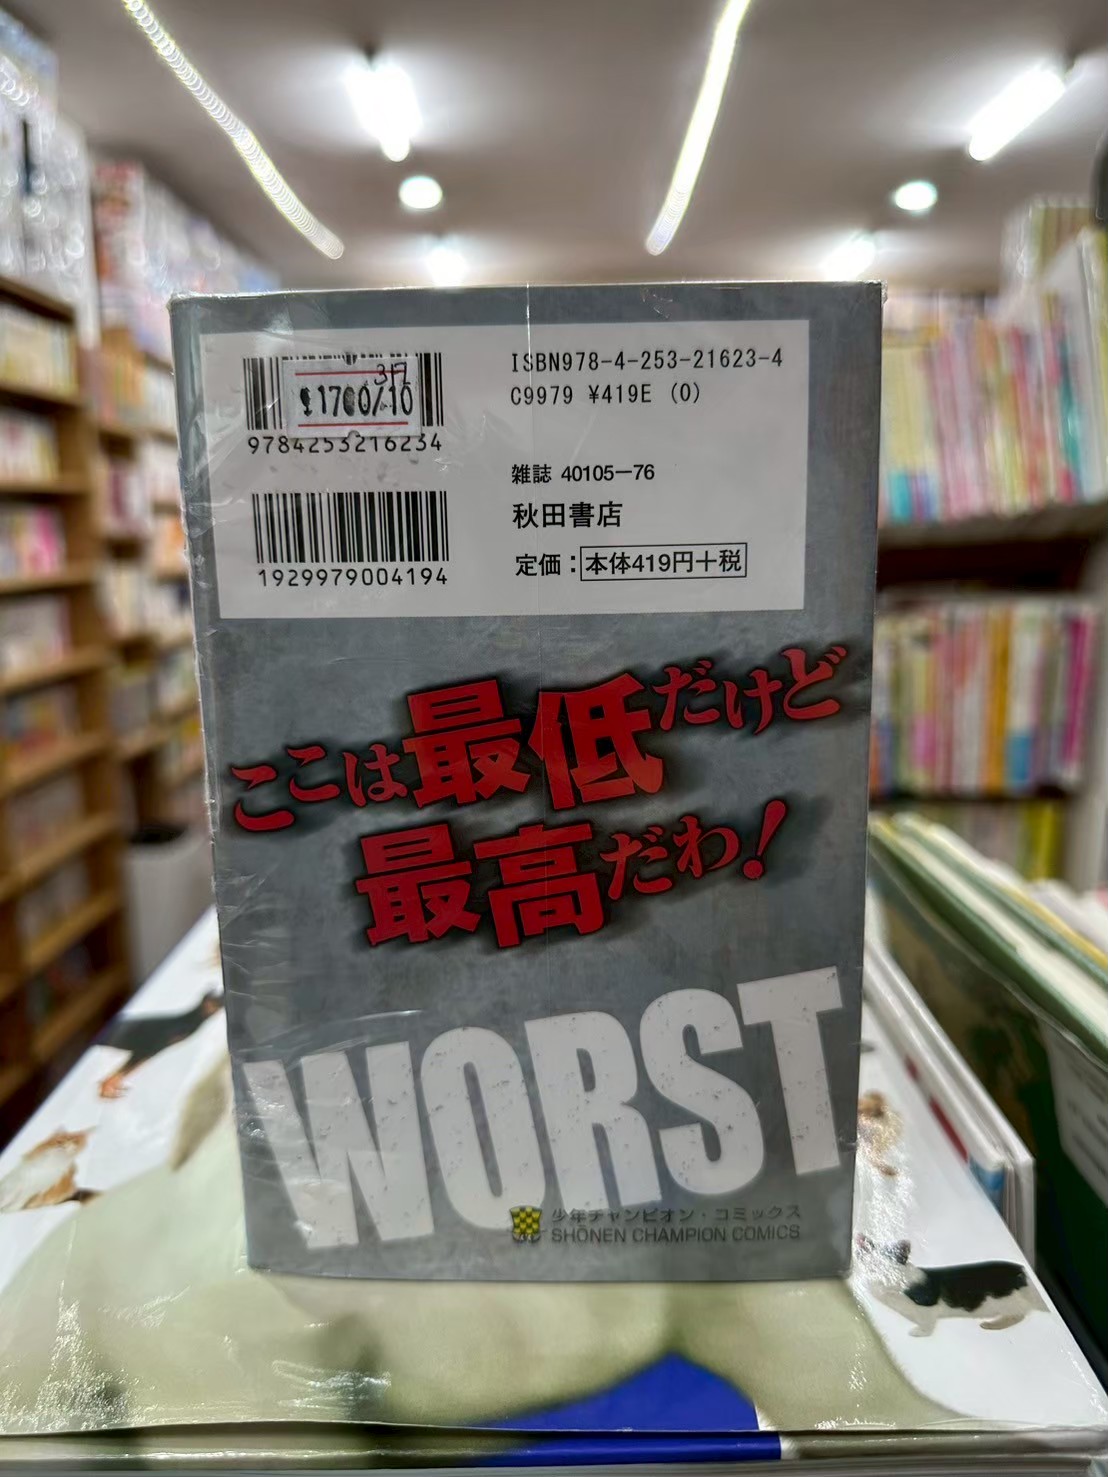 ISBN978-4-253-21623-4
C9979 ¥419E (0)
317
1700/10
9784253216234
雑誌 40105-76
秋田書店
1929979004194
定価:本体419円+税
ここは最低だけど
最高だわ!
WORST
少年チャンピオン・コミックス
SHŌNEN CHAMPION COMICS